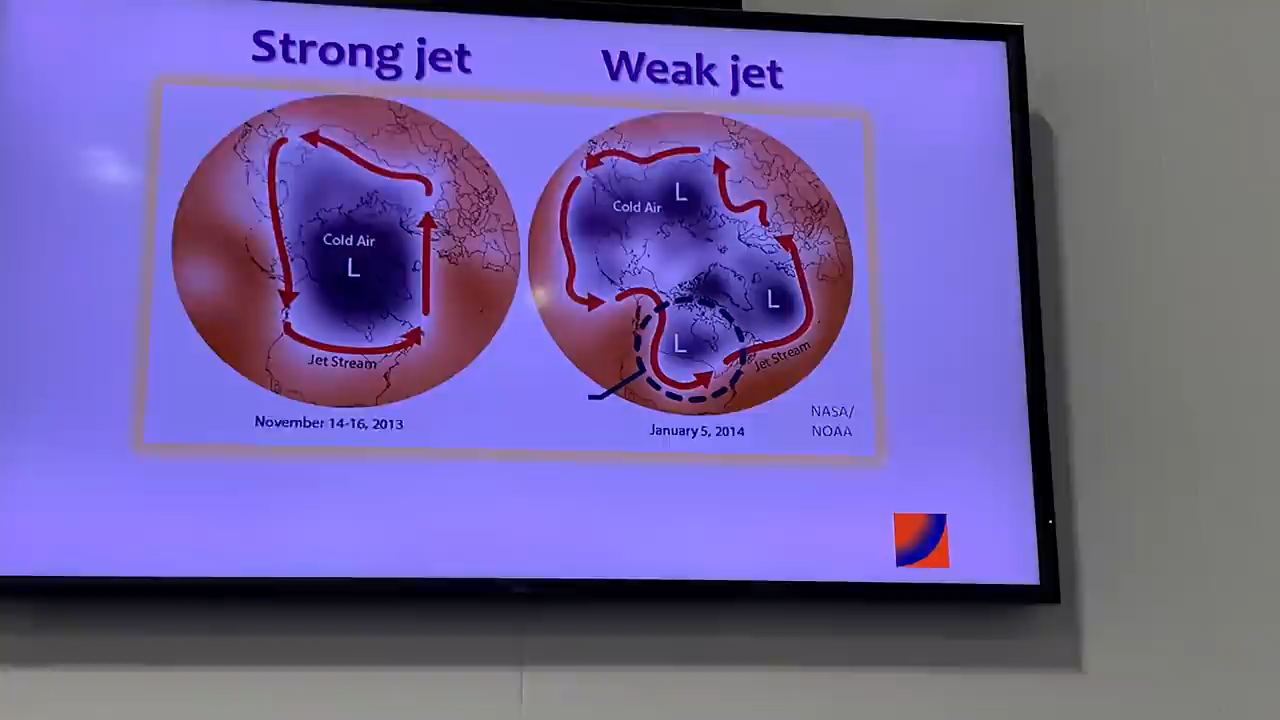 Strong jet
Weak jet
Cold Air
L
Jet Stream
November 14-16, 2013
L
Cold Air
L
L
Jet Stream
January 5, 2014
NASA/
NOAA